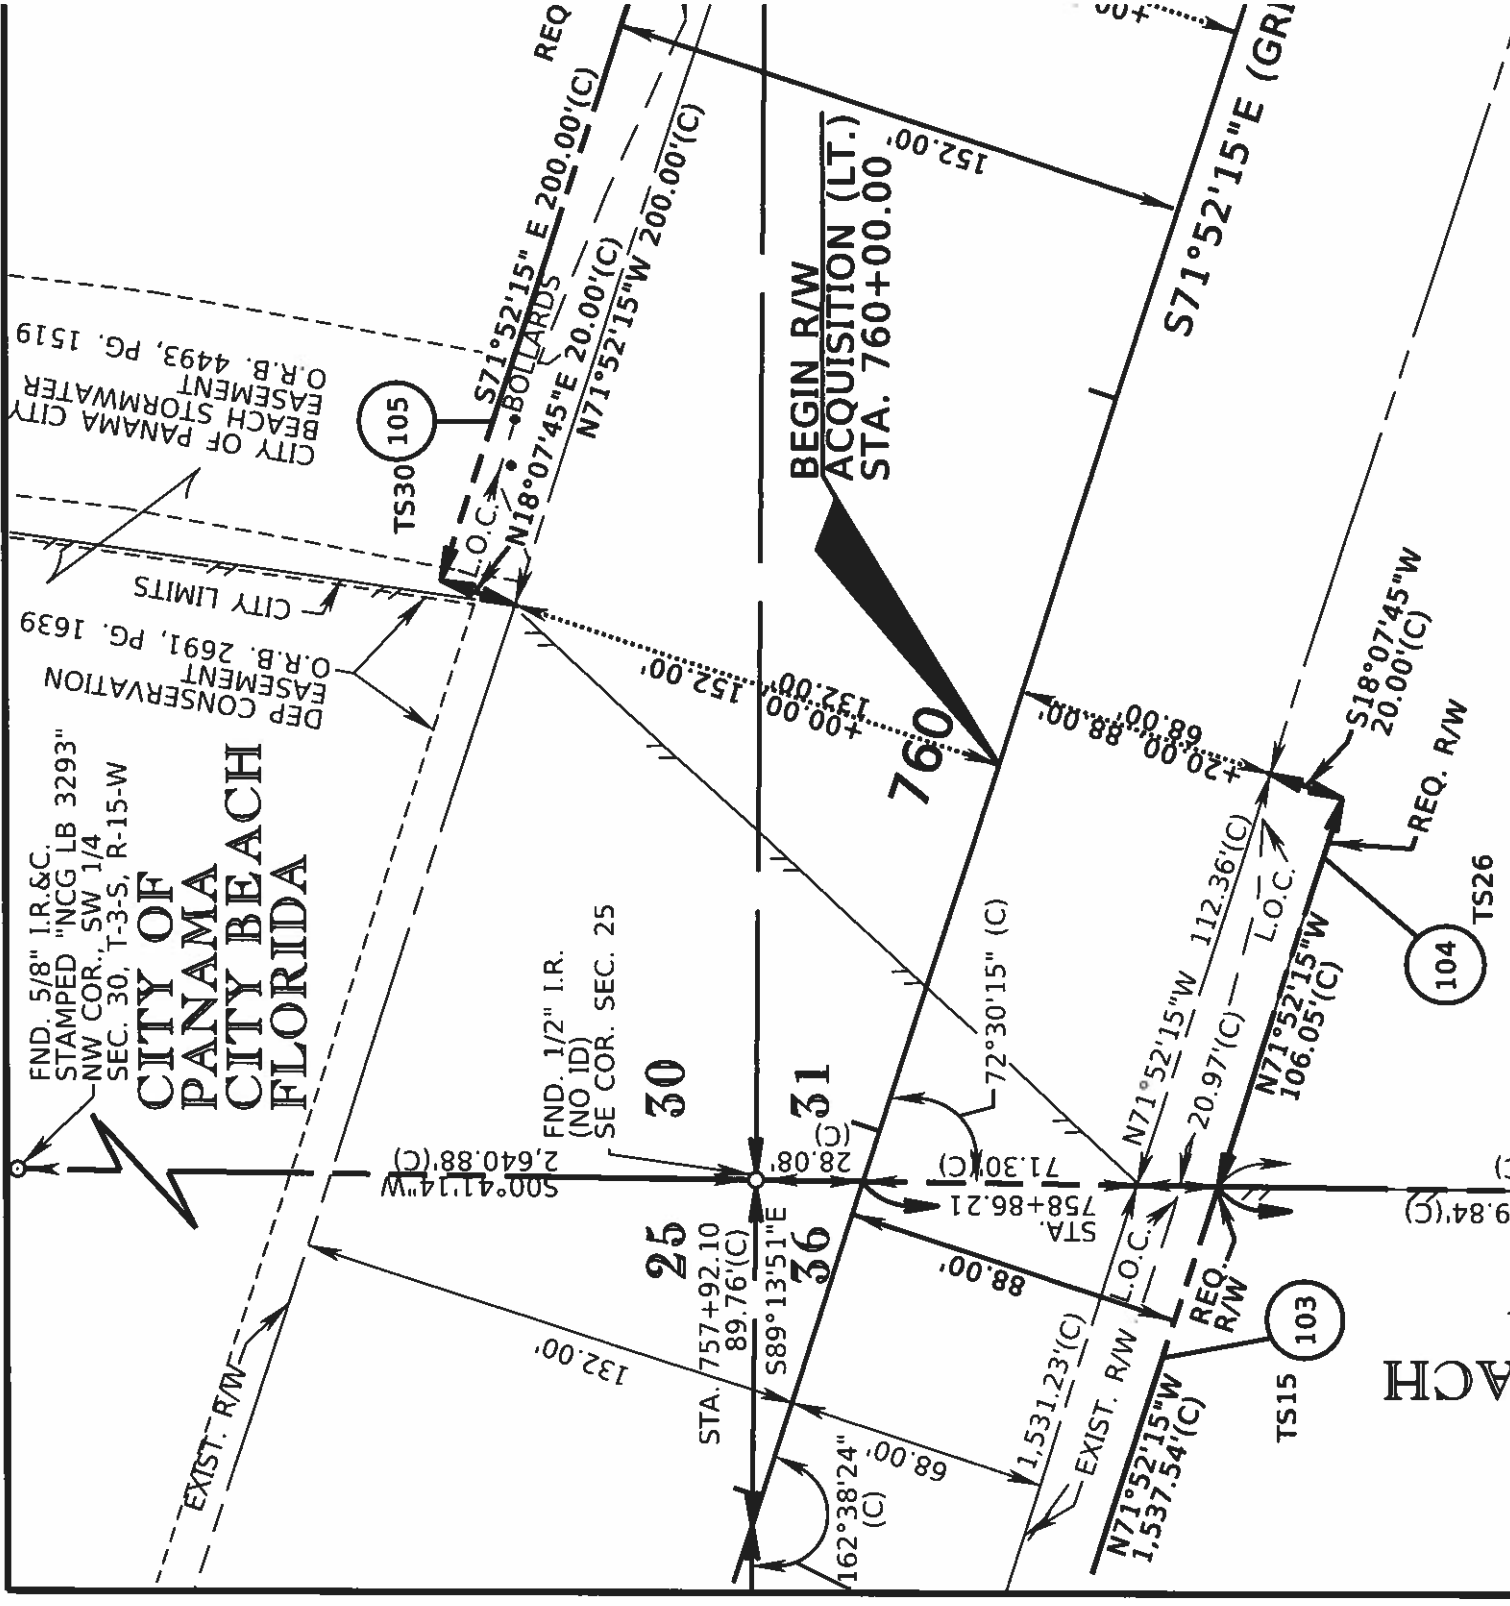 REQ
S71°52'15" E 200.00'(C)
BOLLARDS
N18°07'45"E 20.00'(C)
N71°52'15"W 200.00'(C)
L.O.C.
105
TS30
CITY OF PANAMA CITY
BEACH STORMWATER
EASEMENT
O.R.B. 4493, PG. 1519
CITY LIMITS
DEP CONSERVATION
EASEMENT
O.R.B. 2691, PG. 1639
+00
152.00'
S71°52'15"E (GRI
BEGIN R/W
ACQUISITION (LT.)
STA. 760+00.00
152.00'
132.00'
+00.00
760
88.00'
68.00'
+20.00
S18°07'45"W
20.00'(C)
REQ. R/W
FND. 5/8" I.R.&C.
STAMPED "NCG LB 3293"
NW COR., SW 1/4
SEC. 30, T-3-S, R-15-W
CITY OF
PANAMA
CITY BEACH
FLORIDA
FND. 1/2" I.R.
(NO ID)
SE COR. SEC. 25
30
31
25
36
S00°41'14"W
2,640.88'(C)
28.08'
(C)
72°30'15" (C)
71.30'(C)
STA.
758+86.21
N71°52'15"W 112.36'(C)
20.97'(C)
L.O.C.
N71°52'15"W
106.05'(C)
104
TS26
STA. 757+92.10
89.76'(C)
S89°13'51"E
88.00'
132.00'
68.00'
EXIST. R/W
162°38'24"
(C)
1,531.23'(C)
L.O.C.
EXIST. R/W
REQ.
R/W
N71°52'15"W
1,537.54'(C)
103
TS15
9.84'(C)
ACH